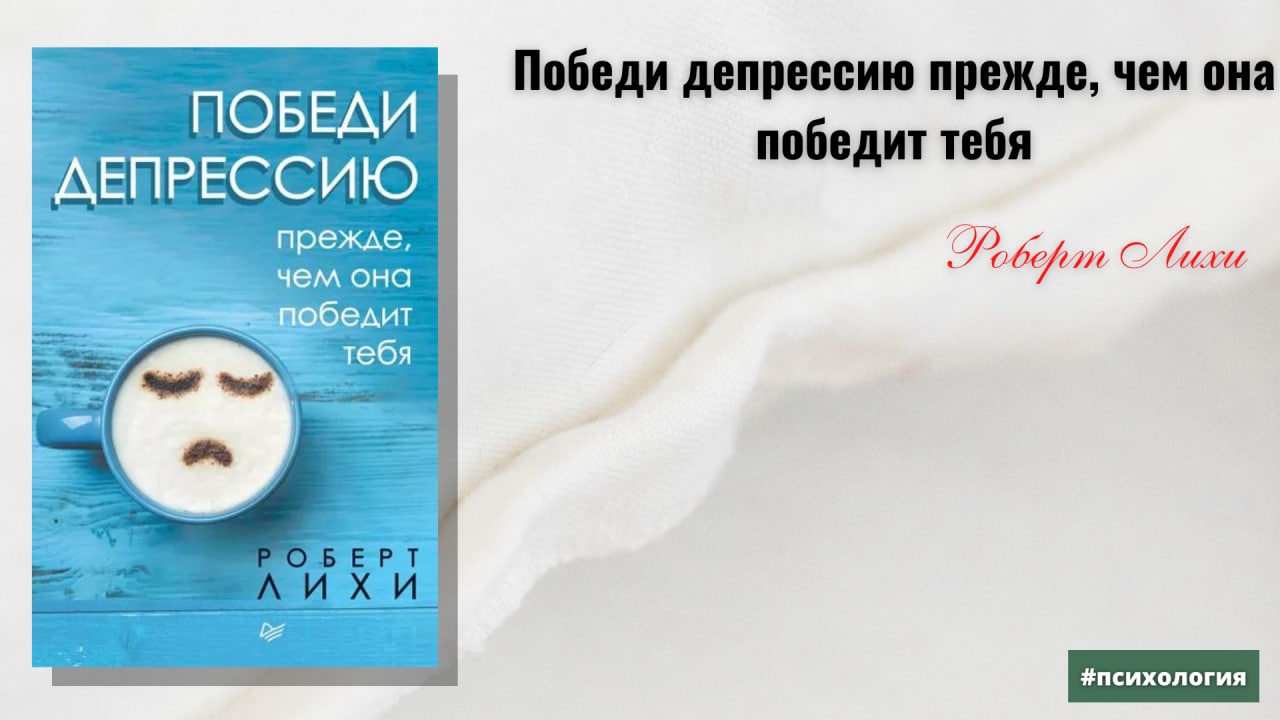 ПОБЕДИ
ДЕПРЕССИЮ
прежде,
чем она
победит
тебя
РОБЕРТ
ЛИХИ
Победи депрессию прежде, чем она
победит тебя
Роберт Лихи
#психология